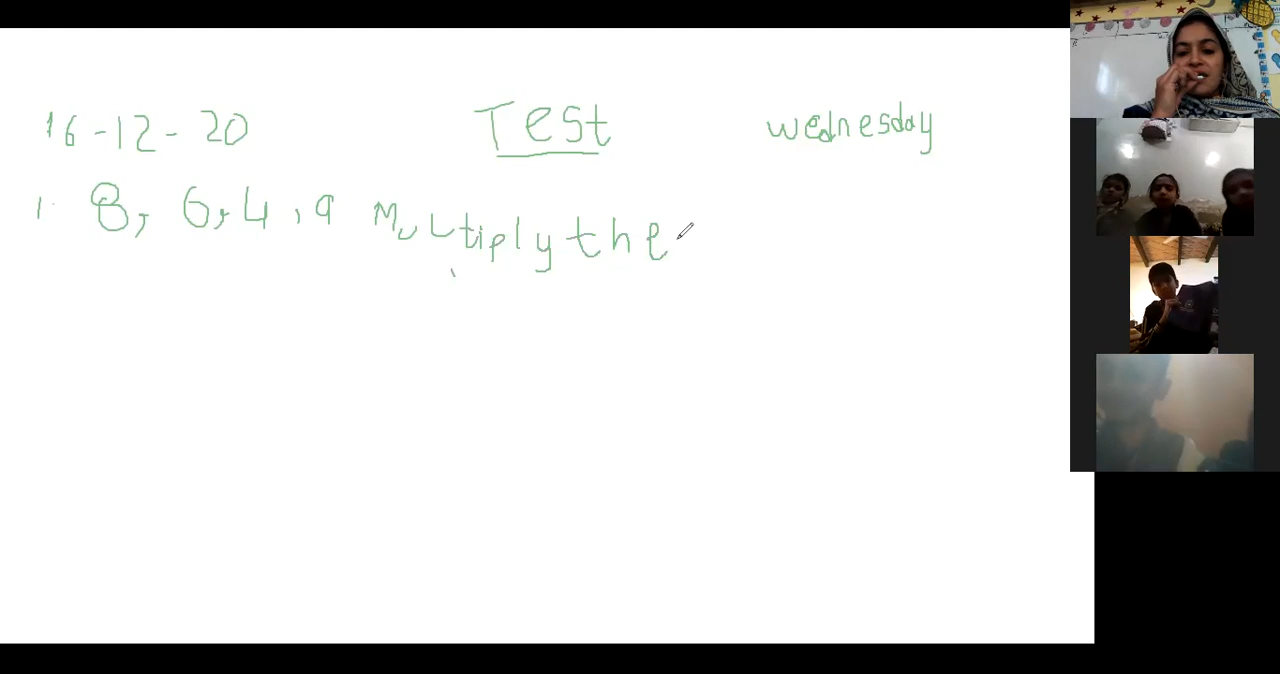 16-12-20 Test wednesday
1. 8, 6, 4, 9 Multiply the